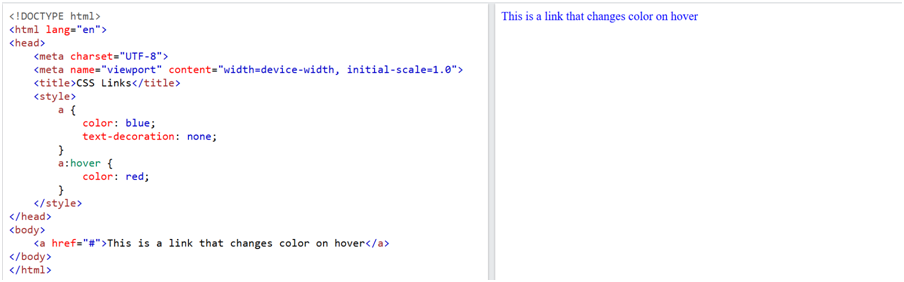 <!DOCTYPE html>
<html lang="en">
<head>
    <meta charset="UTF-8">
    <meta name="viewport" content="width=device-width, initial-scale=1.0">
    <title>CSS Links</title>
    <style>
        a {
            color: blue;
            text-decoration: none;
        }
        a:hover {
            color: red;
        }
    </style>
</head>
<body>
    <a href="#">This is a link that changes color on hover</a>
</body>
</html>
This is a link that changes color on hover